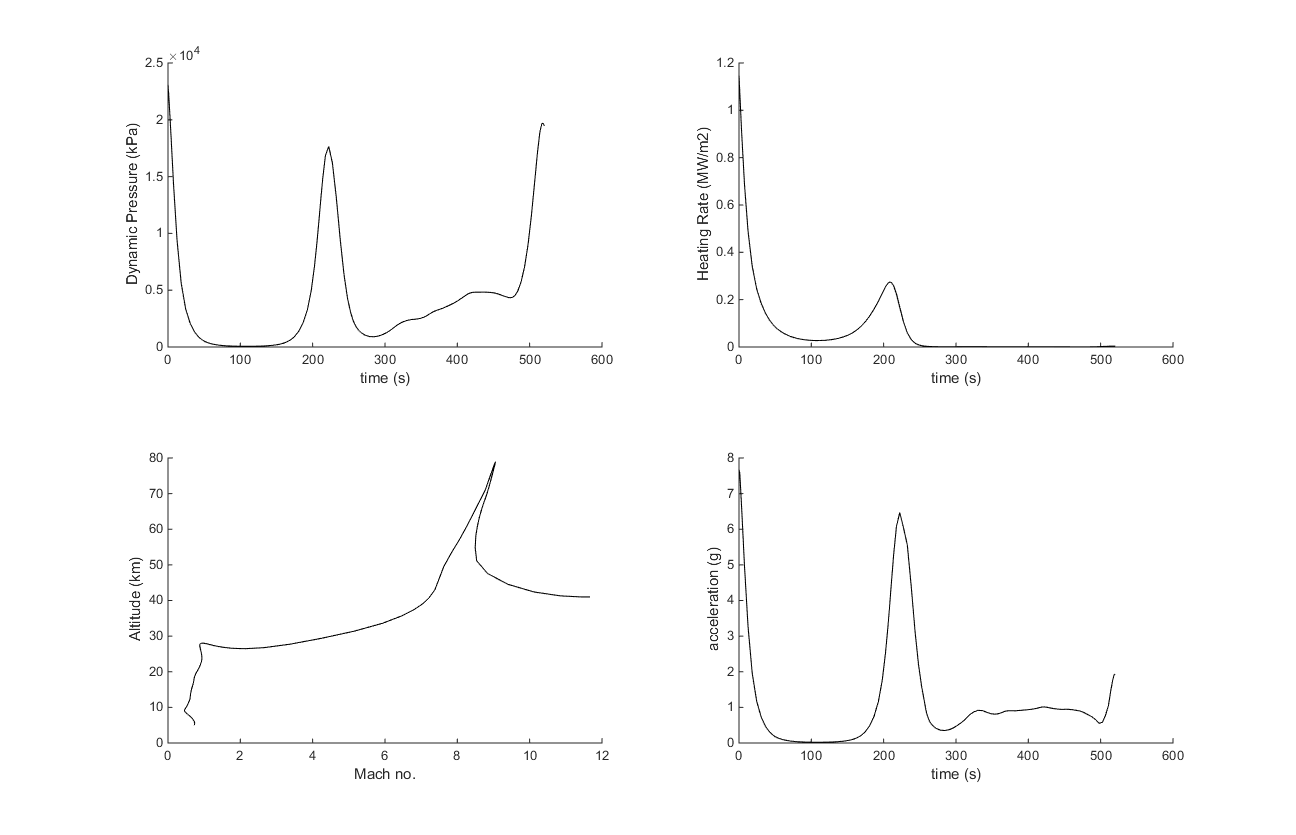 ×10^4
2.5
2
1.5
1
0.5
0
0 100 200 300 400 500 600
time (s)
Dynamic Pressure (kPa)
1.2
1
0.8
0.6
0.4
0.2
0
0 100 200 300 400 500 600
time (s)
Heating Rate (MW/m2)
80
70
60
50
40
30
20
10
0
0 2 4 6 8 10 12
Mach no.
Altitude (km)
8
7
6
5
4
3
2
1
0
0 100 200 300 400 500 600
time (s)
acceleration (g)